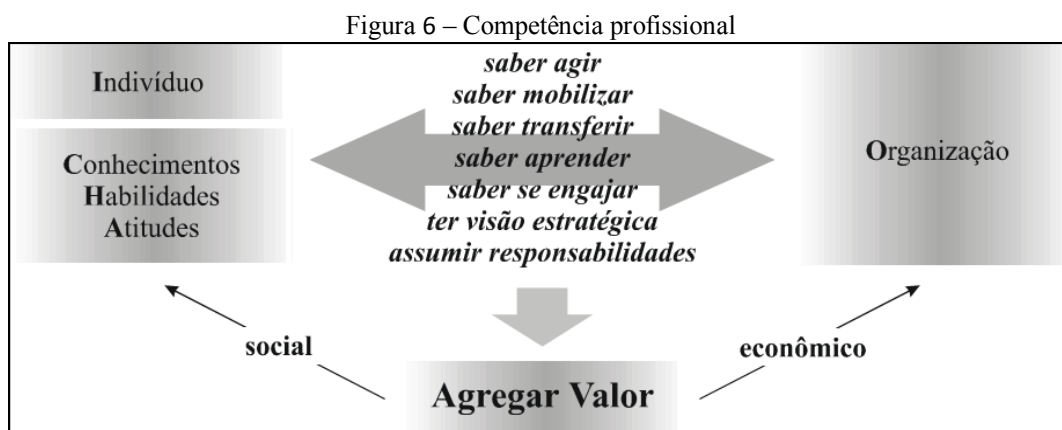 Figura 6 – Competência profissional
Indivíduo
Conhecimentos
Habilidades
Atitudes
saber agir
saber mobilizar
saber transferir
saber aprender
saber se engajar
ter visão estratégica
assumir responsabilidades
Organização
social
econômico
Agregar Valor